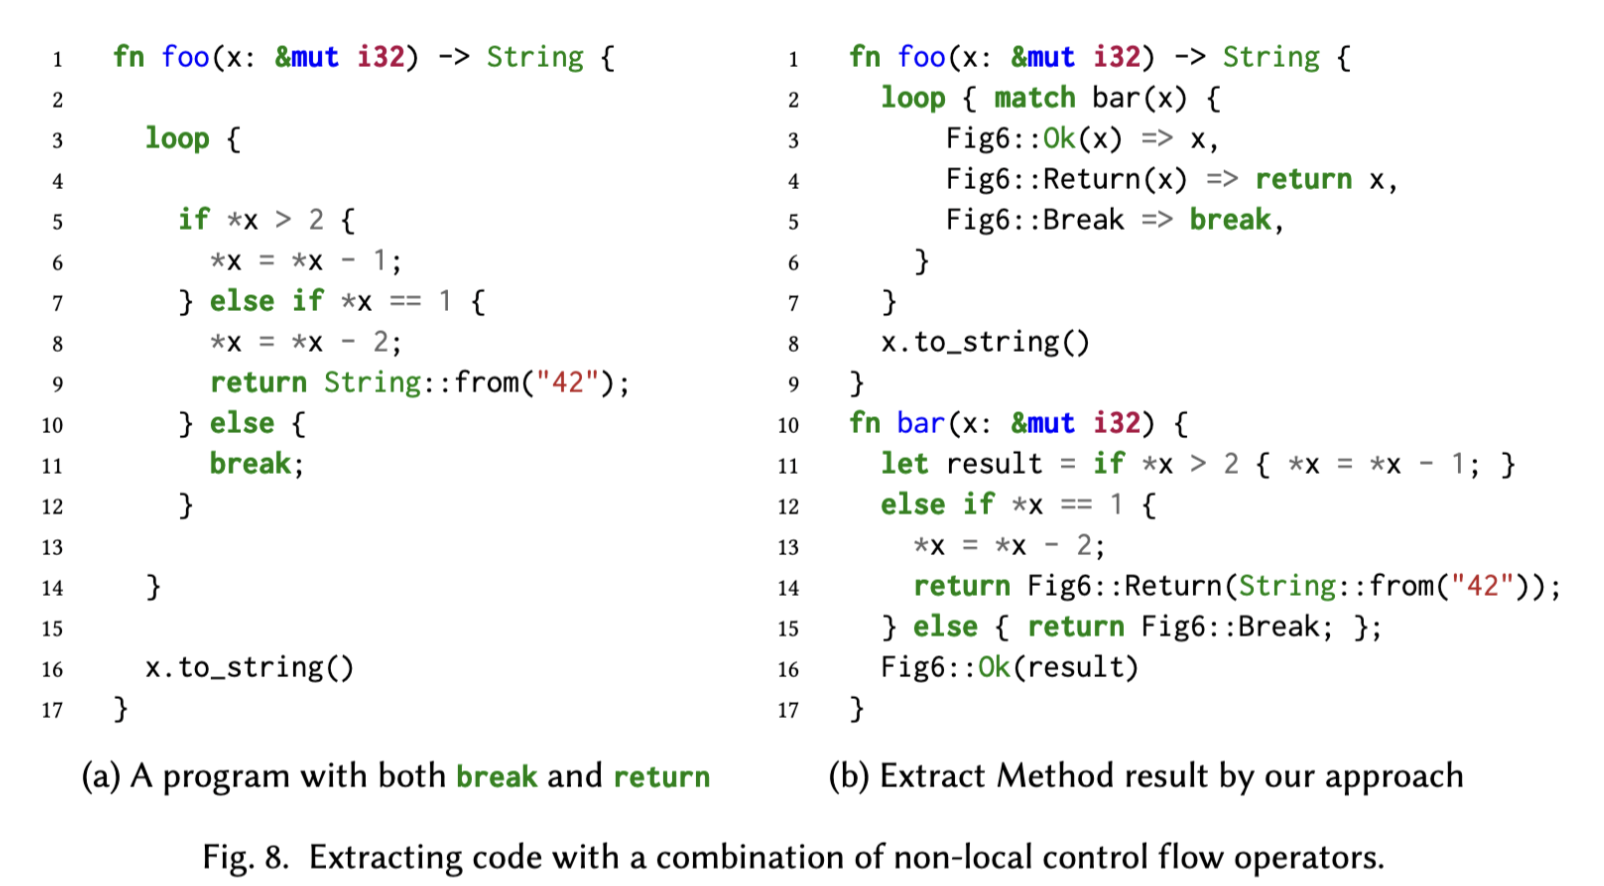 1 fn foo(x: &mut i32) -> String {
2
3 loop {
4
5 if *x > 2 {
6 *x = *x - 1;
7 } else if *x == 1 {
8 *x = *x - 2;
9 return String::from("42");
10 } else {
11 break;
12 }
13
14 }
15
16 x.to_string()
17 }
(a) A program with both break and return
1 fn foo(x: &mut i32) -> String {
2 loop { match bar(x) {
3 Fig6::Ok(x) => x,
4 Fig6::Return(x) => return x,
5 Fig6::Break => break,
6 }
7 }
8 x.to_string()
9 }
10 fn bar(x: &mut i32) {
11 let result = if *x > 2 { *x = *x - 1; }
12 else if *x == 1 {
13 *x = *x - 2;
14 return Fig6::Return(String::from("42"));
15 } else { return Fig6::Break; };
16 Fig6::Ok(result)
17 }
(b) Extract Method result by our approach
Fig. 8. Extracting code with a combination of non-local control flow operators.